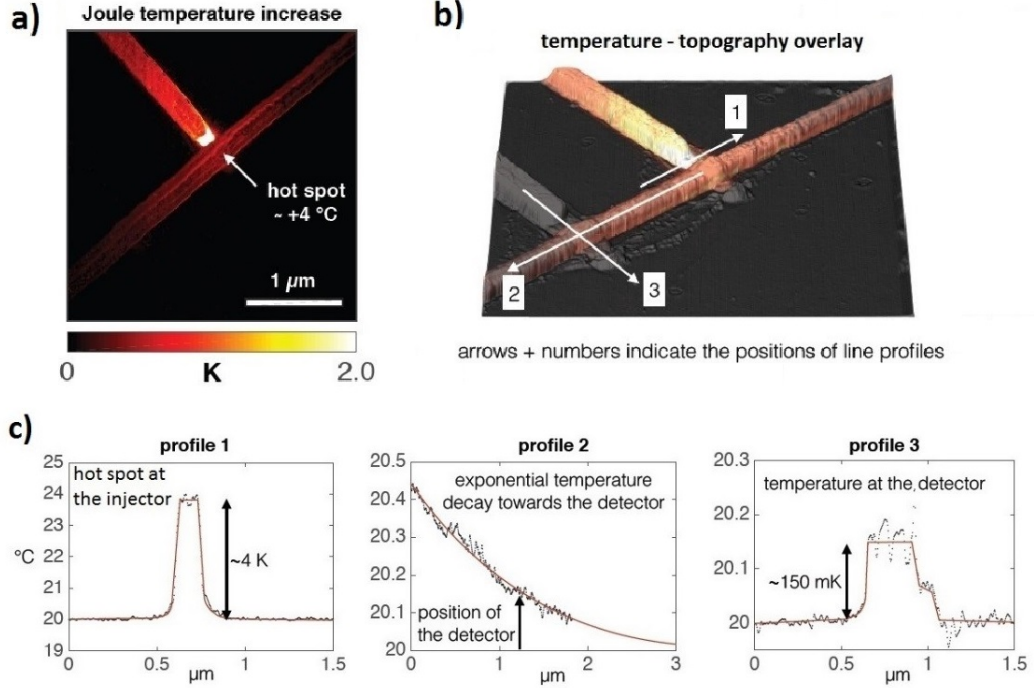 a)
Joule temperature increase
hot spot
~ +4 °C
1 µm
0
K
2.0
b)
temperature - topography overlay
1
2
3
arrows + numbers indicate the positions of line profiles
c)
profile 1
25
24
23
22
21
20
19
°C
hot spot at
the injector
~4 K
0
0.5
1
1.5
µm
profile 2
20.5
20.4
20.3
20.2
20.1
20
exponential temperature
decay towards the detector
position of
the detector
0
1
2
3
µm
profile 3
20.3
20.2
20.1
20
temperature at the detector
~150 mK
0
0.5
1
1.5
µm